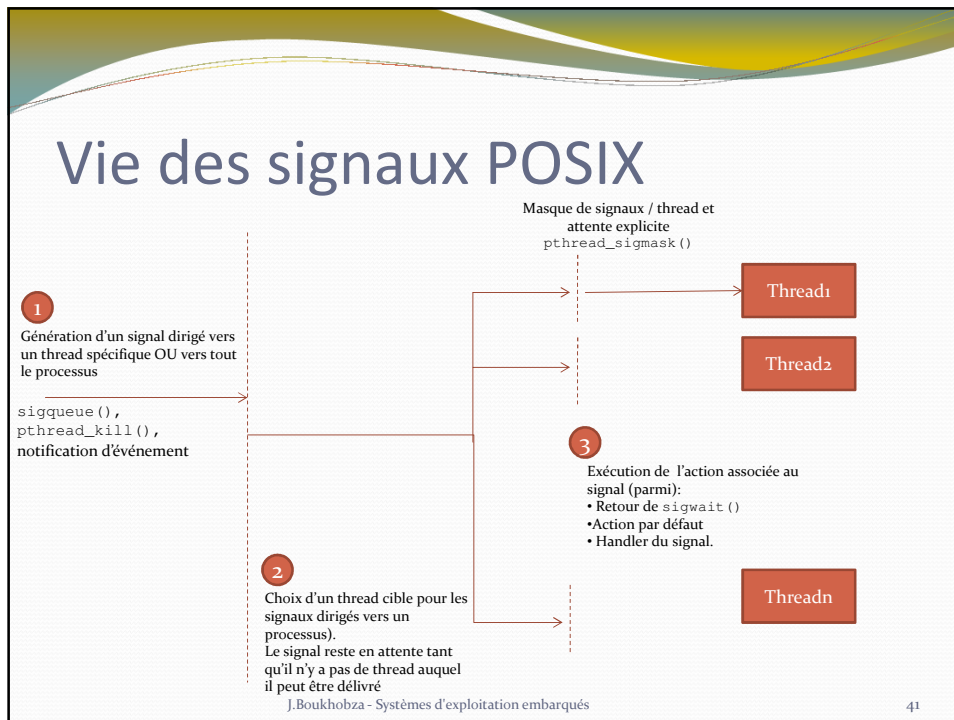 Vie des signaux POSIX
Masque de signaux / thread et
attente explicite
pthread_sigmask()
1
Génération d'un signal dirigé vers
un thread spécifique OU vers tout
le processus
sigqueue(),
pthread_kill(),
notification d'événement
2
Choix d'un thread cible pour les
signaux dirigés vers un
processus).
Le signal reste en attente tant
qu'il n'y a pas de thread auquel
il peut être délivré
3
Exécution de l'action associée au
signal (parmi):
• Retour de sigwait()
•Action par défaut
• Handler du signal.
Thread1
Thread2
Threadn
J.Boukhobza - Systèmes d'exploitation embarqués
41